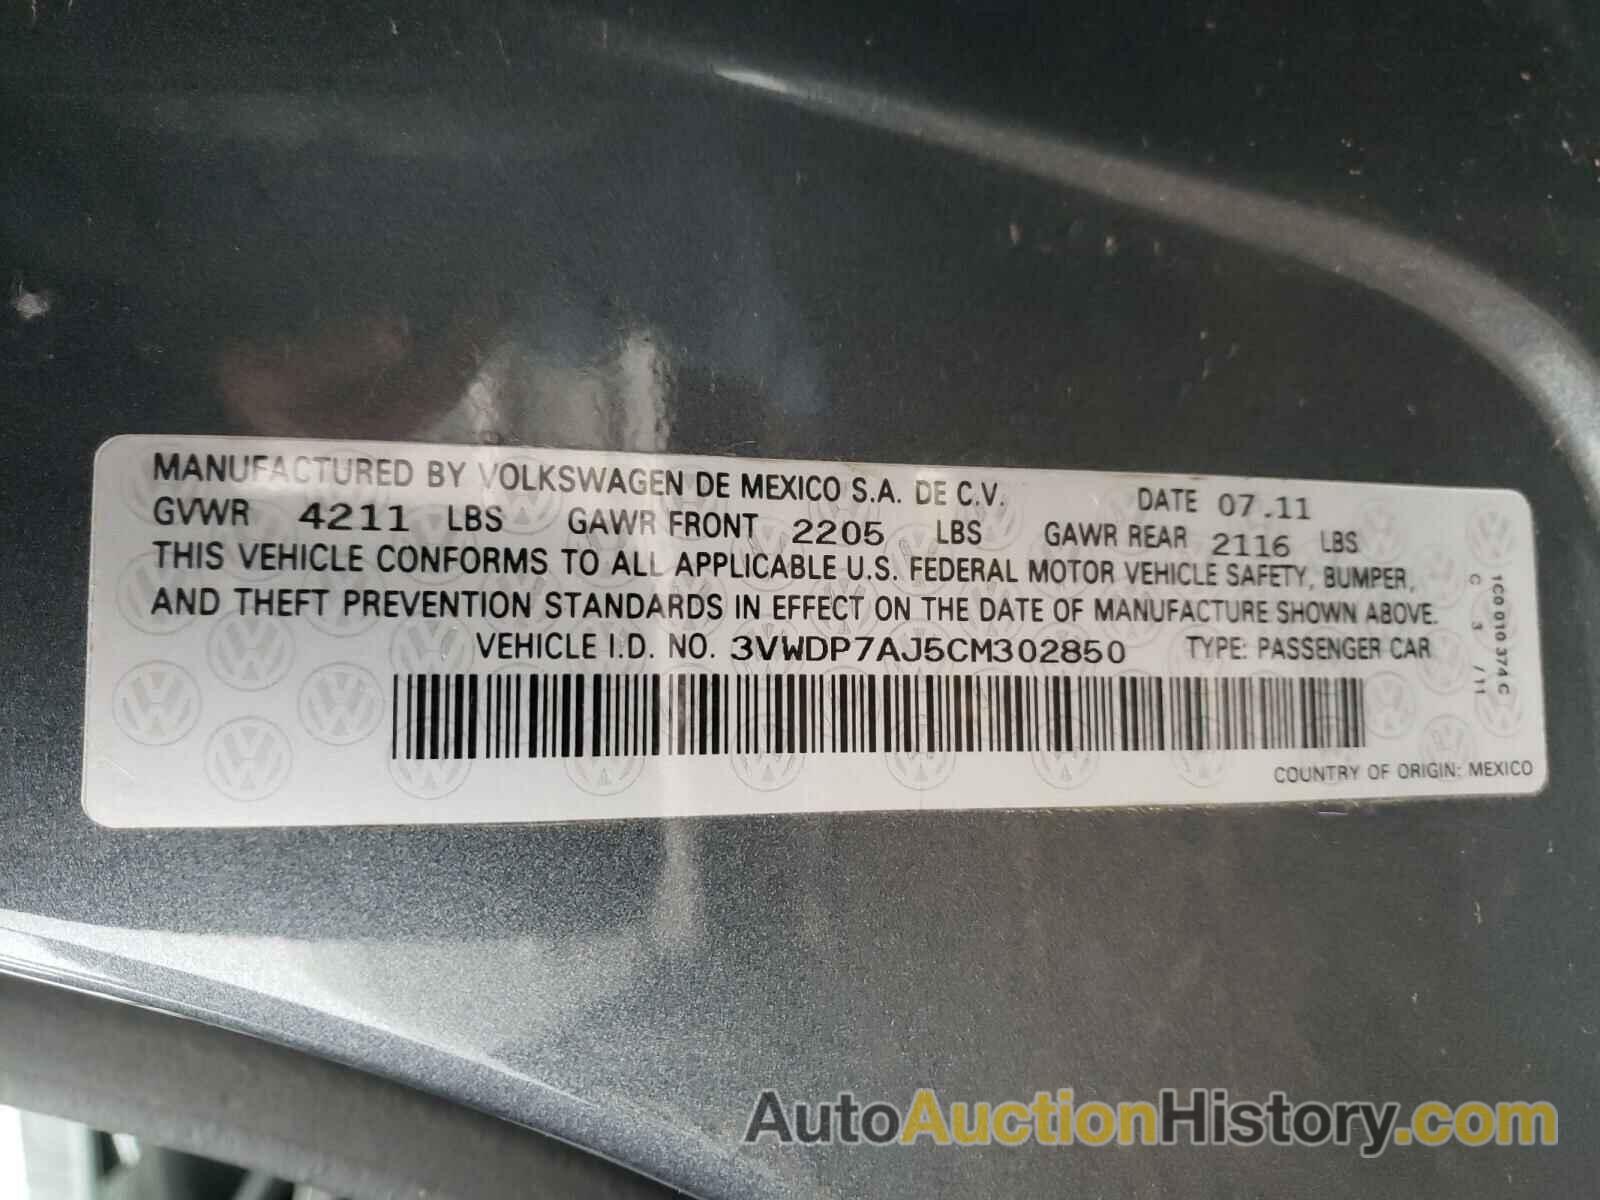 MANUFACTURED BY VOLKSWAGEN DE MEXICO S.A. DE C.V. DATE 07.11
GVWR 4211 LBS GAWR FRONT 2205 LBS GAWR REAR 2116 LBS
THIS VEHICLE CONFORMS TO ALL APPLICABLE U.S. FEDERAL MOTOR VEHICLE SAFETY, BUMPER,
AND THEFT PREVENTION STANDARDS IN EFFECT ON THE DATE OF MANUFACTURE SHOWN ABOVE.
VEHICLE I.D. NO. 3VWDP7AJ5CM302850 TYPE: PASSENGER CAR
COUNTRY OF ORIGIN: MEXICO
1C0 010 374 C
C 3 /11
AutoAuctionHistory.com